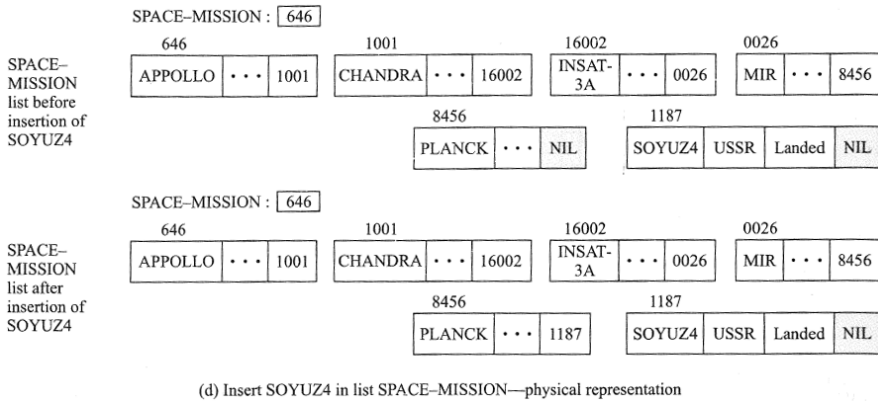 SPACE–MISSION : 646
646 1001 16002 0026
SPACE–
MISSION
list before
insertion of
SOYUZ4
APPOLLO • • • 1001
CHANDRA • • • 16002
INSAT-
3A • • • 0026
MIR • • • 8456
8456 1187
PLANCK • • • NIL
SOYUZ4 USSR Landed NIL
SPACE–MISSION : 646
646 1001 16002 0026
SPACE–
MISSION
list after
insertion of
SOYUZ4
APPOLLO • • • 1001
CHANDRA • • • 16002
INSAT-
3A • • • 0026
MIR • • • 8456
8456 1187
PLANCK • • • 1187
SOYUZ4 USSR Landed NIL
(d) Insert SOYUZ4 in list SPACE–MISSION—physical representation